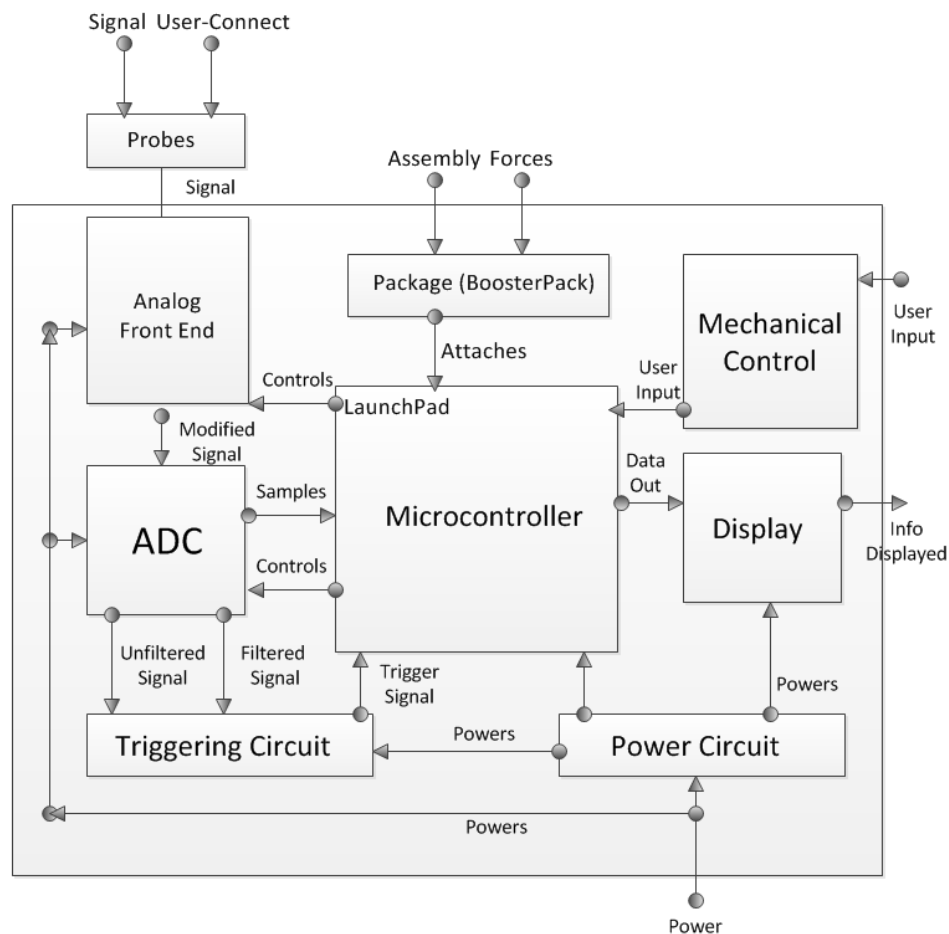 Signal User-Connect
Probes
Signal
Assembly Forces
Analog
Front End
Package (BoosterPack)
Mechanical
Control
User
Input
Attaches
Controls
LaunchPad
User
Input
Modified
Signal
ADC
Samples
Microcontroller
Data
Out
Display
Info
Displayed
Controls
Unfiltered
Signal
Filtered
Signal
Trigger
Signal
Powers
Triggering Circuit
Powers
Power Circuit
Powers
Power